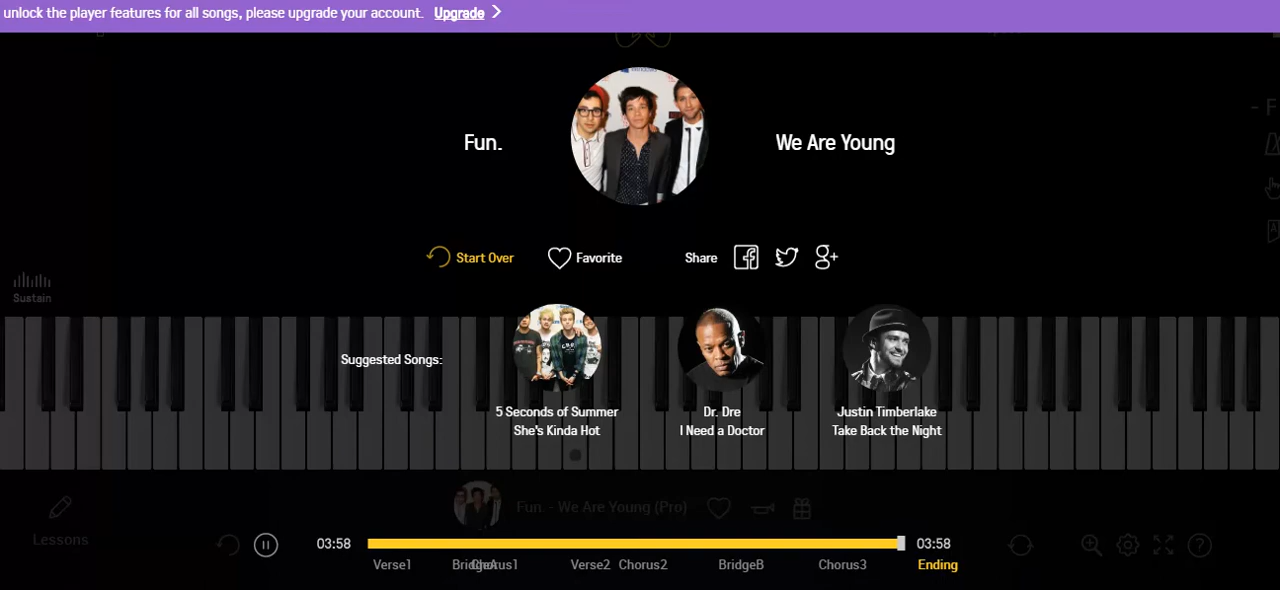 unlock the player features for all songs, please upgrade your account. Upgrade
Fun.
We Are Young
Start Over
Favorite
Share
Sustain
Suggested Songs:
5 Seconds of Summer
She's Kinda Hot
Dr. Dre
I Need a Doctor
Justin Timberlake
Take Back the Night
Fun. - We Are Young (Pro)
Lessons
03:58
03:58
Verse1
BridgeA
Chorus1
Verse2
Chorus2
BridgeB
Chorus3
Ending